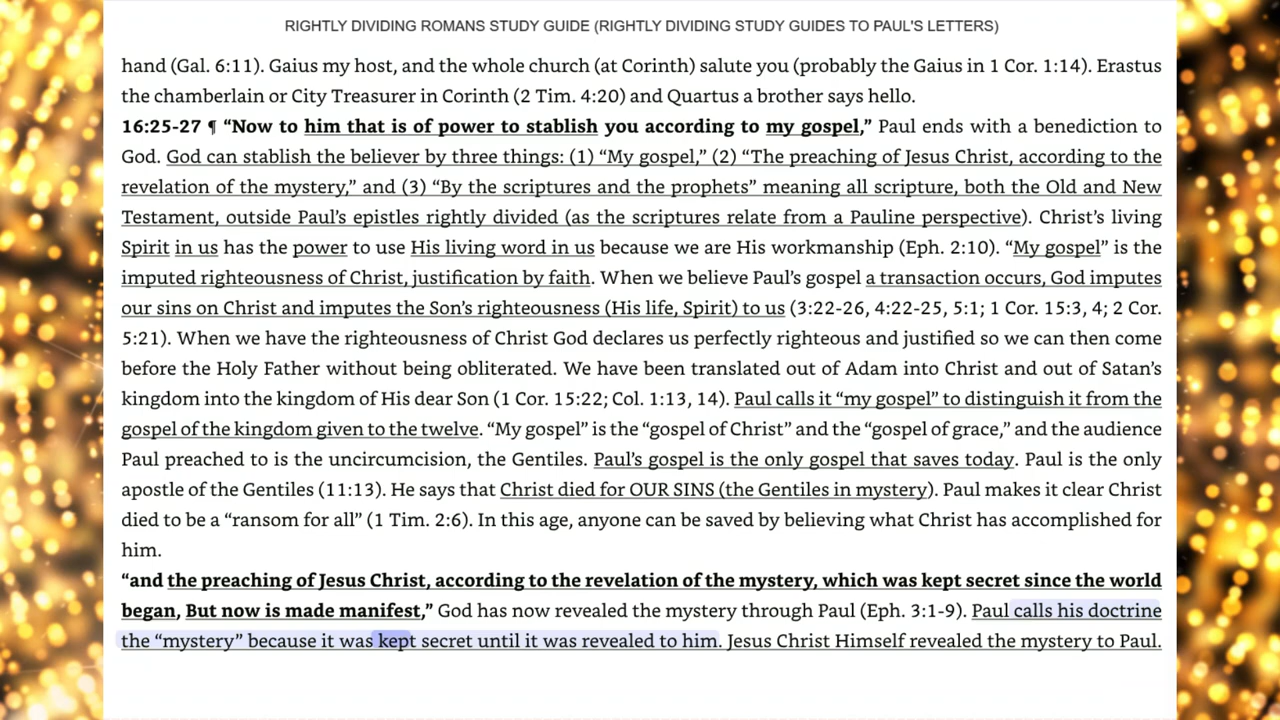 RIGHTLY DIVIDING ROMANS STUDY GUIDE (RIGHTLY DIVIDING STUDY GUIDES TO PAUL'S LETTERS)
hand (Gal. 6:11). Gaius my host, and the whole church (at Corinth) salute you (probably the Gaius in 1 Cor. 1:14). Erastus
the chamberlain or City Treasurer in Corinth (2 Tim. 4:20) and Quartus a brother says hello.
16:25-27 ¶ “Now to him that is of power to stablish you according to my gospel,” Paul ends with a benediction to
God. God can stablish the believer by three things: (1) “My gospel,” (2) “The preaching of Jesus Christ, according to the
revelation of the mystery,” and (3) “By the scriptures and the prophets” meaning all scripture, both the Old and New
Testament, outside Paul’s epistles rightly divided (as the scriptures relate from a Pauline perspective). Christ’s living
Spirit in us has the power to use His living word in us because we are His workmanship (Eph. 2:10). “My gospel” is the
imputed righteousness of Christ, justification by faith. When we believe Paul’s gospel a transaction occurs, God imputes
our sins on Christ and imputes the Son’s righteousness (His life, Spirit) to us (3:22-26, 4:22-25, 5:1; 1 Cor. 15:3, 4; 2 Cor.
5:21). When we have the righteousness of Christ God declares us perfectly righteous and justified so we can then come
before the Holy Father without being obliterated. We have been translated out of Adam into Christ and out of Satan’s
kingdom into the kingdom of His dear Son (1 Cor. 15:22; Col. 1:13, 14). Paul calls it “my gospel” to distinguish it from the
gospel of the kingdom given to the twelve. “My gospel” is the “gospel of Christ” and the “gospel of grace,” and the audience
Paul preached to is the uncircumcision, the Gentiles. Paul’s gospel is the only gospel that saves today. Paul is the only
apostle of the Gentiles (11:13). He says that Christ died for OUR SINS (the Gentiles in mystery). Paul makes it clear Christ
died to be a “ransom for all” (1 Tim. 2:6). In this age, anyone can be saved by believing what Christ has accomplished for
him.
“and the preaching of Jesus Christ, according to the revelation of the mystery, which was kept secret since the world
began, But now is made manifest,” God has now revealed the mystery through Paul (Eph. 3:1-9). Paul calls his doctrine
the “mystery” because it was kept secret until it was revealed to him. Jesus Christ Himself revealed the mystery to Paul.